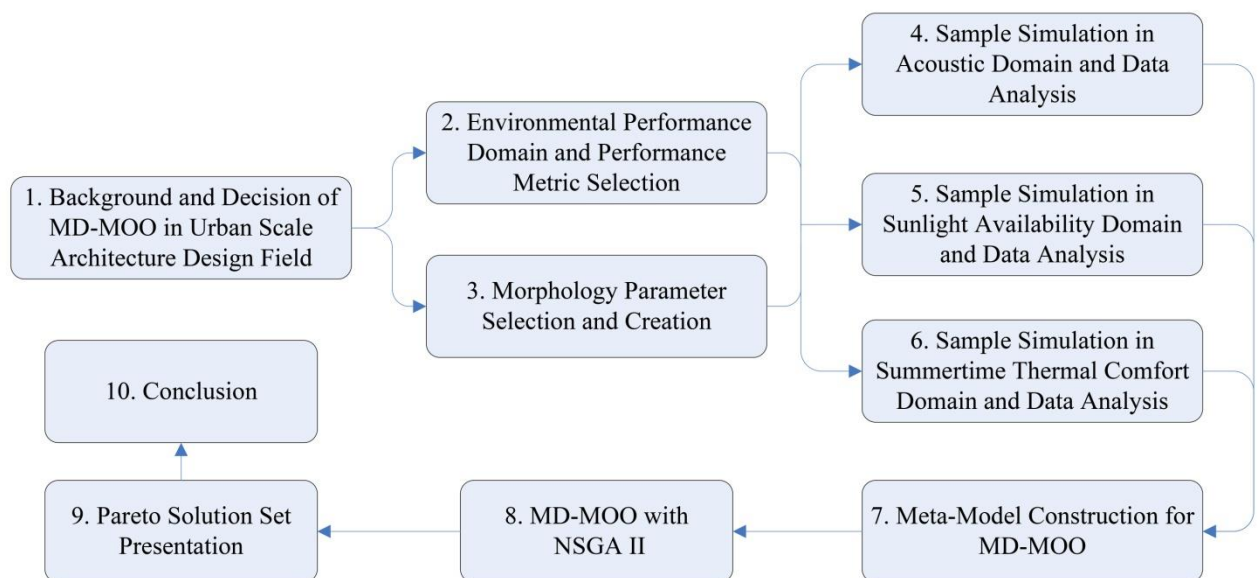 1. Background and Decision of
MD-MOO in Urban Scale
Architecture Design Field
2. Environmental Performance
Domain and Performance
Metric Selection
3. Morphology Parameter
Selection and Creation
4. Sample Simulation in
Acoustic Domain and Data
Analysis
5. Sample Simulation in
Sunlight Availability Domain
and Data Analysis
6. Sample Simulation in
Summertime Thermal Comfort
Domain and Data Analysis
7. Meta-Model Construction for
MD-MOO
8. MD-MOO with
NSGA II
9. Pareto Solution Set
Presentation
10. Conclusion